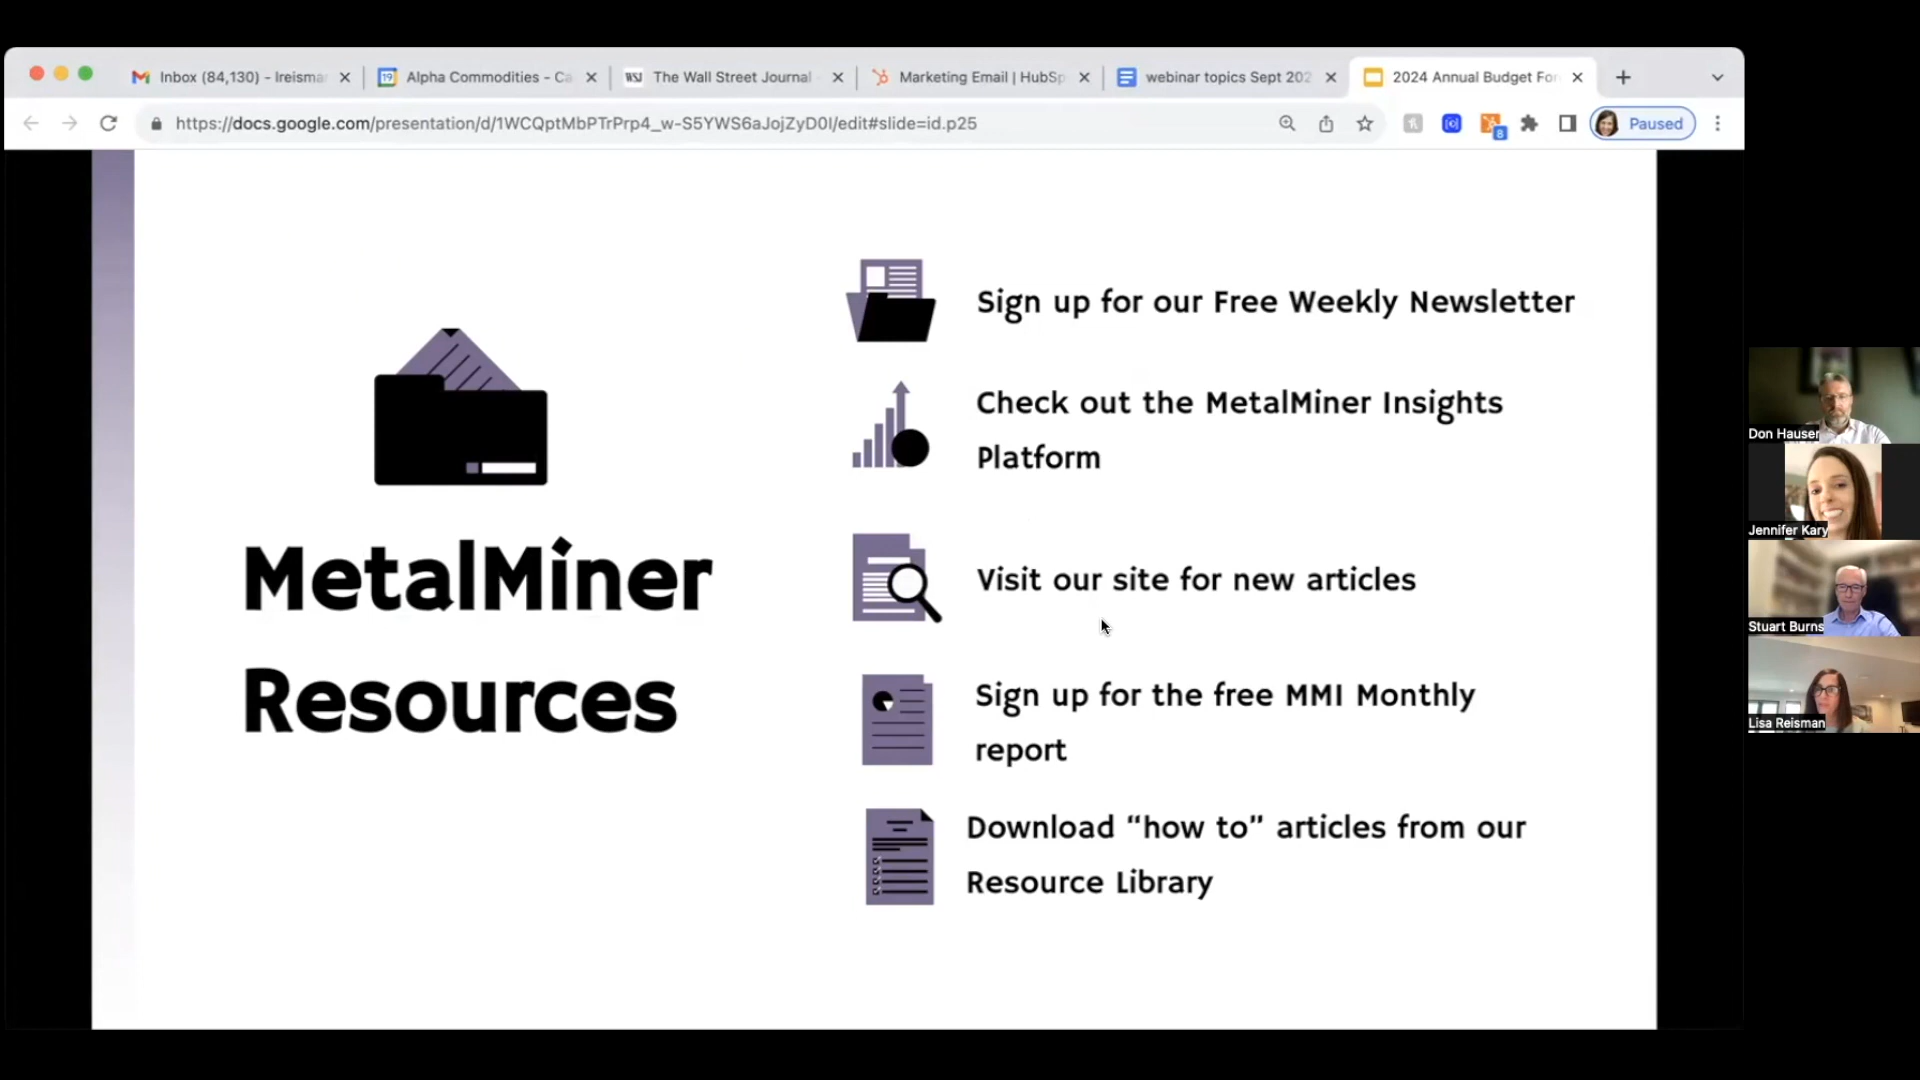 Inbox (84,130) - lreisma
19
Alpha Commodities - Ca
WSJ
The Wall Street Journal
Marketing Email | HubSp
webinar topics Sept 202
2024 Annual Budget For
https://docs.google.com/presentation/d/1WCQptMbPTrPrp4_w-S5YWS6aJojZyD0I/edit#slide=id.p25
8
Paused
MetalMiner
Resources
Sign up for our Free Weekly Newsletter
Check out the MetalMiner Insights
Platform
Visit our site for new articles
Sign up for the free MMI Monthly
report
Download “how to” articles from our
Resource Library
Don Hauser
Jennifer Kary
Stuart Burns
Lisa Reisman